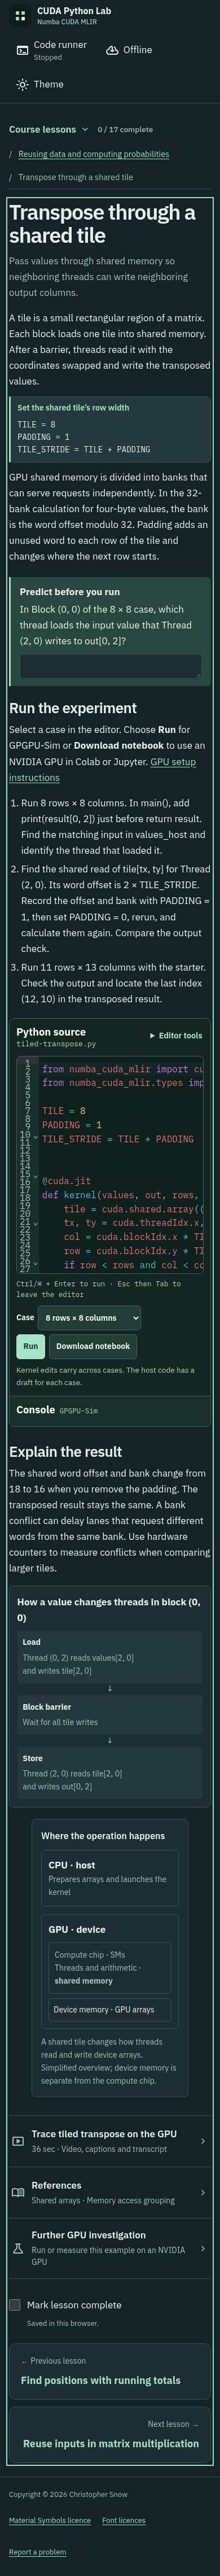 CUDA Python Lab
Numba CUDA MLIR
Code runner
Stopped
Offline
Theme
Course lessons
0 / 17 complete
/ Reusing data and computing probabilities
/ Transpose through a shared tile
Transpose through a
shared tile
Pass values through shared memory so
neighboring threads can write neighboring
output columns.
A tile is a small rectangular region of a matrix.
Each block loads one tile into shared memory.
After a barrier, threads read it with the
coordinates swapped and write the transposed
values.
Set the shared tile's row width
TILE = 8
PADDING = 1
TILE_STRIDE = TILE + PADDING
GPU shared memory is divided into banks that
can serve requests independently. In the 32-
bank calculation for four-byte values, the bank
is the word offset modulo 32. Padding adds an
unused word to each row of the tile and
changes where the next row starts.
Predict before you run
In Block (0, 0) of the 8 × 8 case, which
thread loads the input value that Thread
(2, 0) writes to out[0, 2]?
Run the experiment
Select a case in the editor. Choose Run for
GPGPU-Sim or Download notebook to use an
NVIDIA GPU in Colab or Jupyter. GPU setup
instructions
1. Run 8 rows × 8 columns. In main(), add
print(result[0, 2]) just before return result.
Find the matching input in values_host and
identify the thread that loaded it.
2. Find the shared read of tile[tx, ty] for Thread
(2, 0). Its word offset is 2 × TILE_STRIDE.
Record the offset and bank with PADDING =
1, then set PADDING = 0, rerun, and
calculate them again. Compare the output
check.
3. Run 11 rows × 13 columns with the starter.
Check the output and locate the last index
(12, 10) in the transposed result.
Python source
tiled-transpose.py
Editor tools
1
2 from numba_cuda_mlir import cu
3 from numba_cuda_mlir.types imp
4
5
6 TILE = 8
7 PADDING = 1
8 TILE_STRIDE = TILE + PADDING
9
10
11 @cuda.jit
12 def kernel(values, out, rows,
13 tile = cuda.shared.array((
14 tx, ty = cuda.threadIdx.x,
15 col = cuda.blockIdx.x * TI
16 row = cuda.blockIdx.y * TI
17 if row < rows and col < co
Ctrl/⌘ + Enter to run · Esc then Tab to
leave the editor
Case 8 rows × 8 columns
Run Download notebook
Kernel edits carry across cases. The host code has a
draft for each case.
Console GPGPU-Sim
Explain the result
The shared word offset and bank change from
18 to 16 when you remove the padding. The
transposed result stays the same. A bank
conflict can delay lanes that request different
words from the same bank. Use hardware
counters to measure conflicts when comparing
larger tiles.
How a value changes threads in block (0,
0)
Load
Thread (0, 2) reads values[2, 0]
and writes tile[2, 0]
↓
Block barrier
Wait for all tile writes
↓
Store
Thread (2, 0) reads tile[2, 0]
and writes out[0, 2]
Where the operation happens
CPU · host
Prepares arrays and launches the
kernel
GPU · device
Compute chip · SMs
Threads and arithmetic ·
shared memory
Device memory · GPU arrays
A shared tile changes how threads
read and write device arrays.
Simplified overview; device memory is
separate from the compute chip.
Trace tiled transpose on the GPU
36 sec · Video, captions and transcript
References
Shared arrays · Memory access grouping
Further GPU investigation
Run or measure this example on an NVIDIA
GPU
Mark lesson complete
Saved in this browser.
← Previous lesson
Find positions with running totals
Next lesson →
Reuse inputs in matrix multiplication
Copyright © 2026 Christopher Snow
Material Symbols licence Font licences
Report a problem